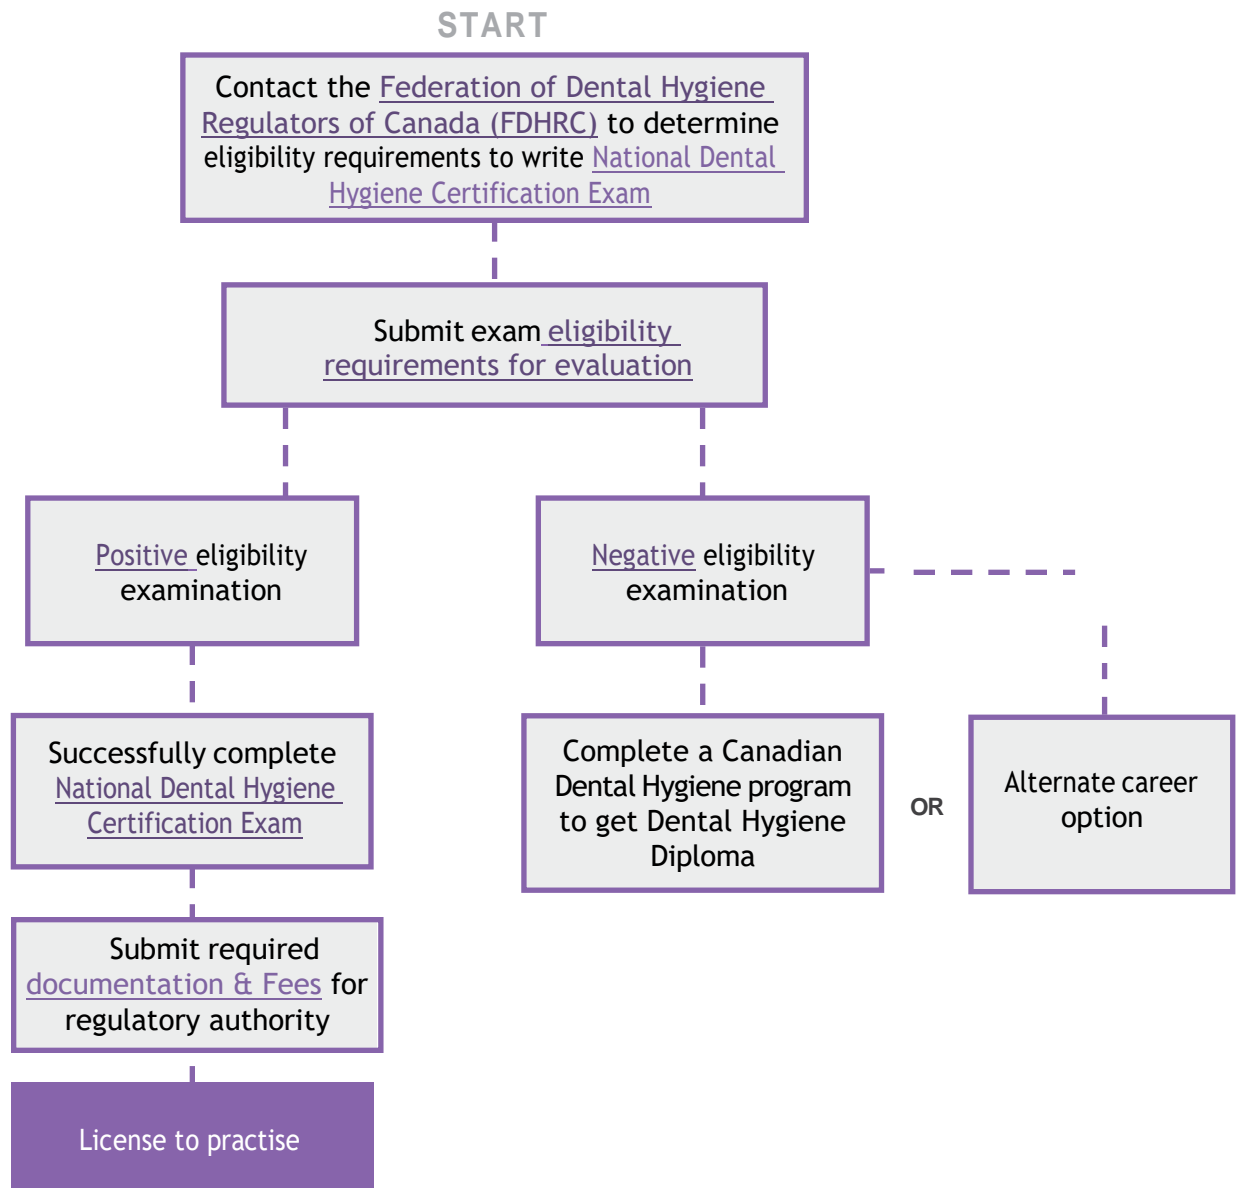 START
Contact the Federation of Dental Hygiene
Regulators of Canada (FDHRC) to determine
eligibility requirements to write National Dental
Hygiene Certification Exam
Submit exam eligibility
requirements for evaluation
Positive eligibility
examination
Negative eligibility
examination
Successfully complete
National Dental Hygiene
Certification Exam
Complete a Canadian
Dental Hygiene program
to get Dental Hygiene
Diploma
OR
Alternate career
option
Submit required
documentation & Fees for
regulatory authority
License to practise